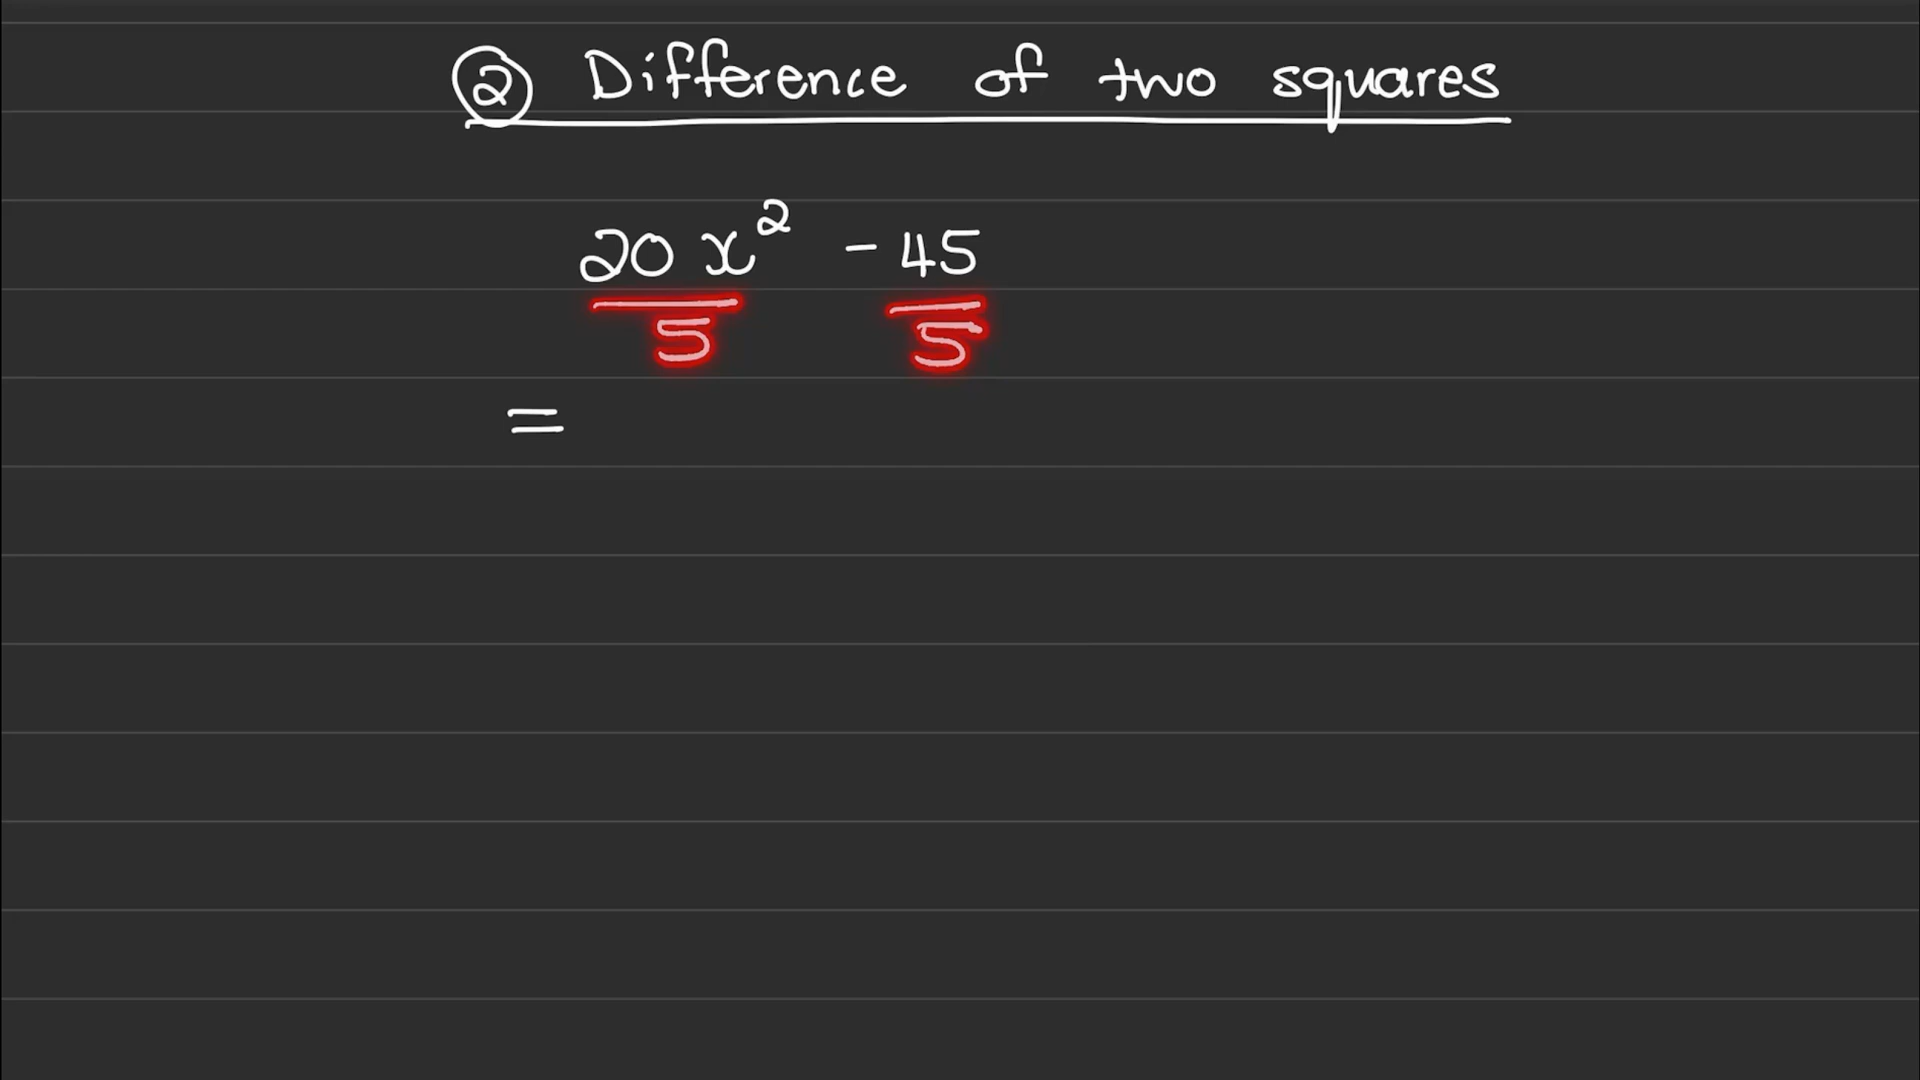 ② Difference of two squares
20x² - 45
5 5
=